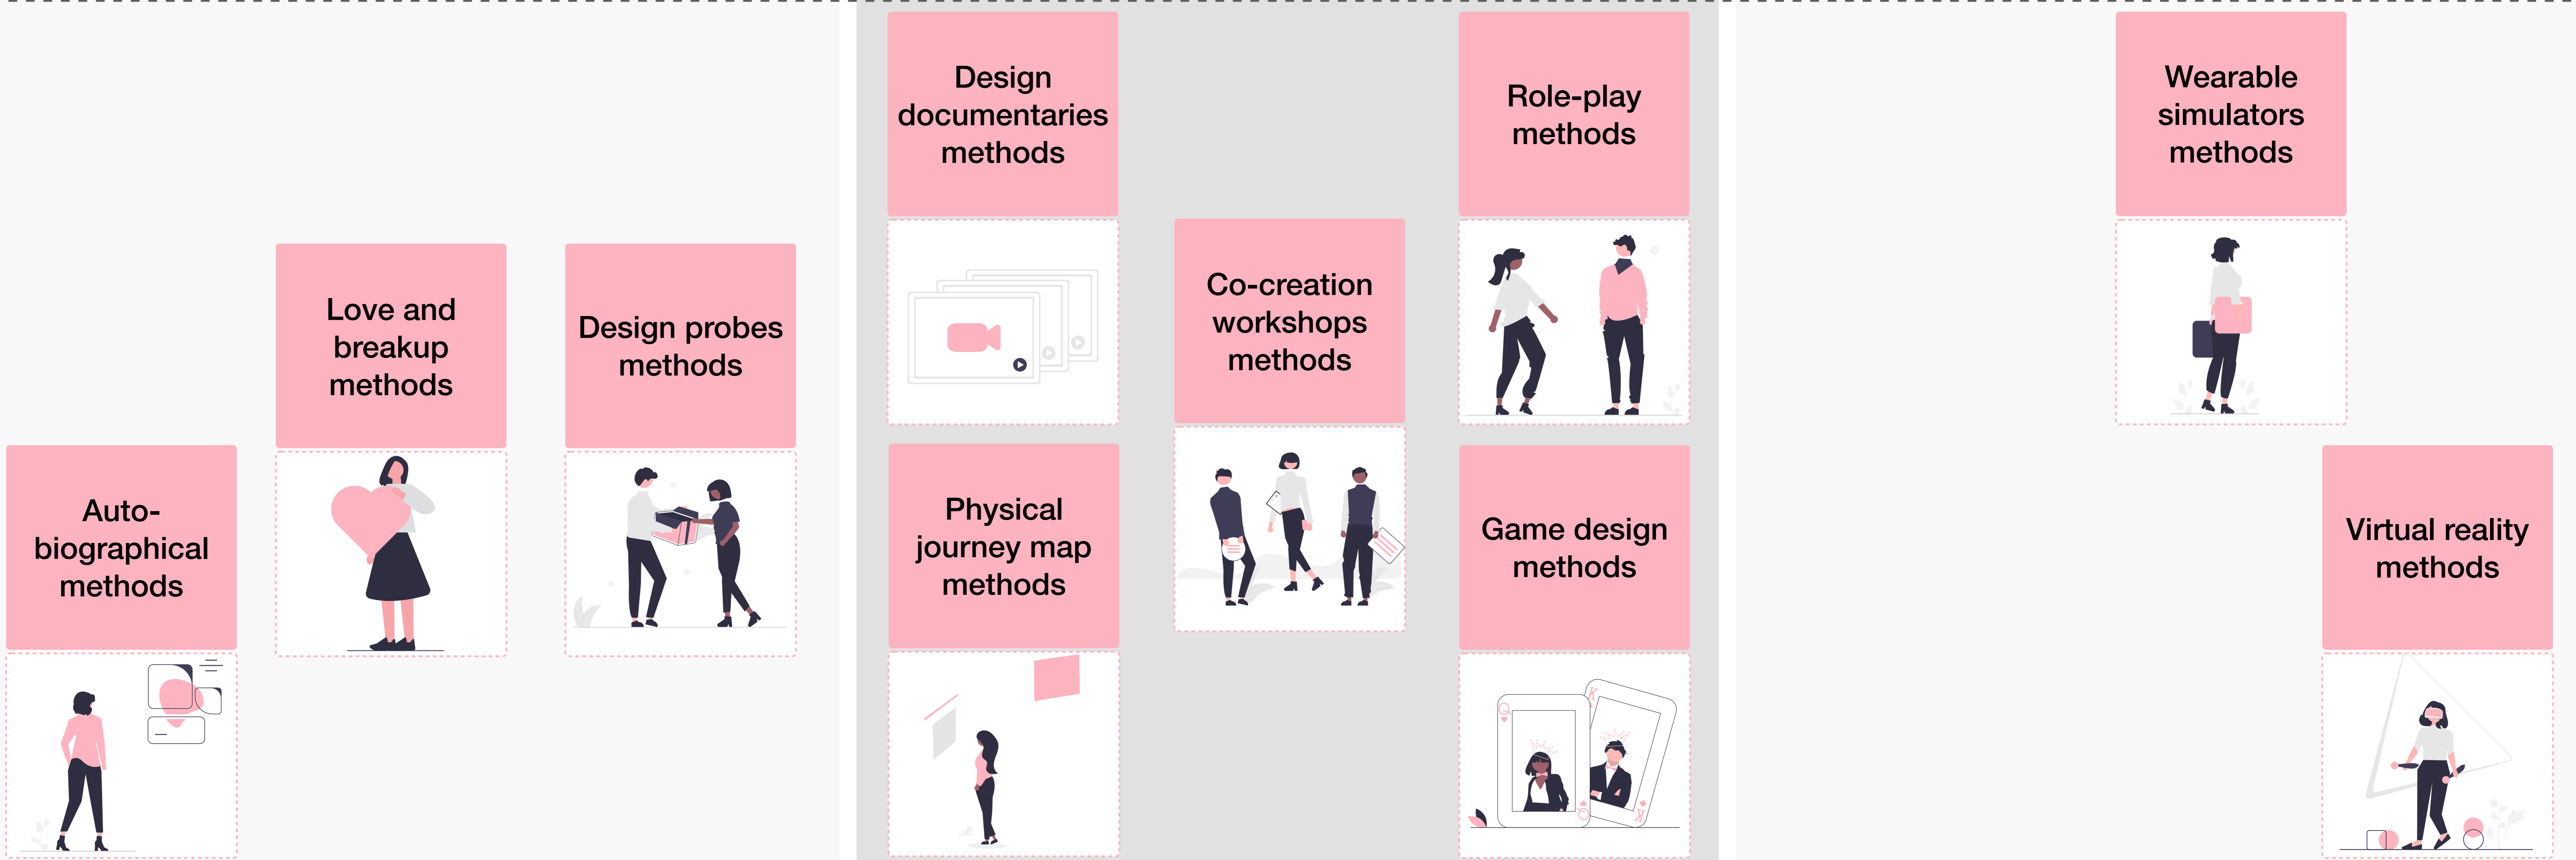 Design
documentaries
methods
Role-play
methods
Wearable
simulators
methods
Love and
breakup
methods
Design probes
methods
Co-creation
workshops
methods
Auto-
biographical
methods
Physical
journey map
methods
Game design
methods
Virtual reality
methods
Q
Q
K
K